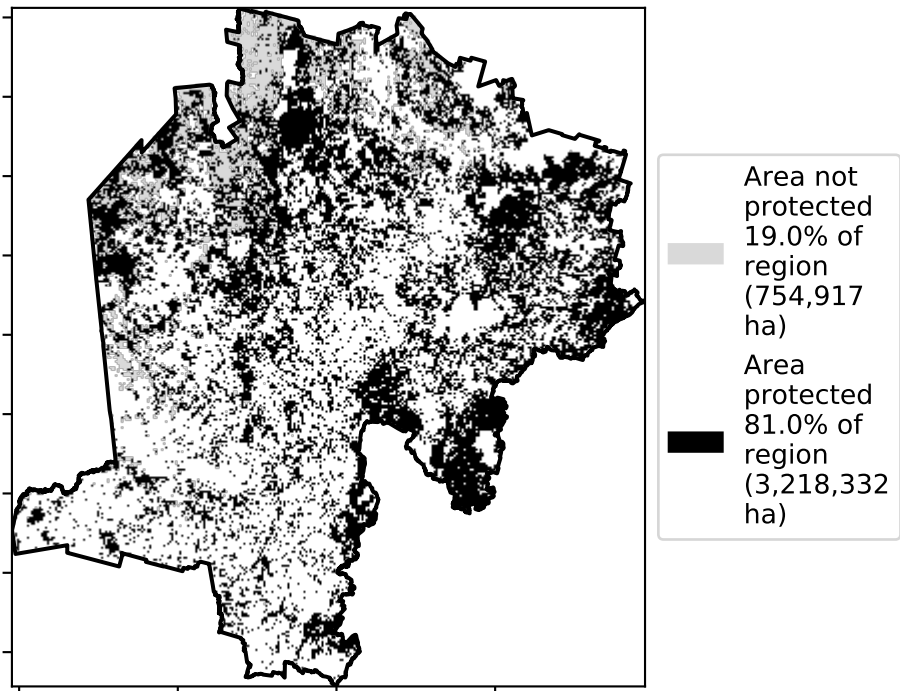 Area not
protected
19.0% of
region
(754,917
ha)
Area
protected
81.0% of
region
(3,218,332
ha)